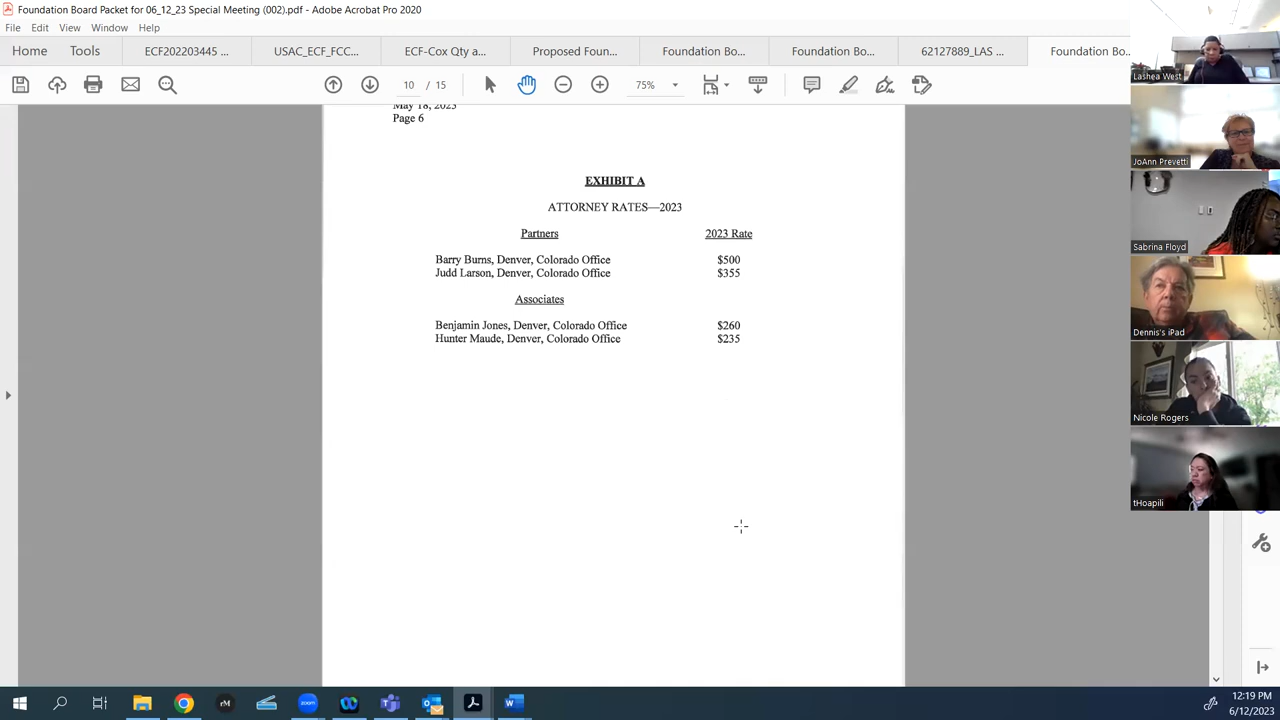 Foundation Board Packet for 06_12_23 Special Meeting (002).pdf - Adobe Acrobat Pro 2020
File Edit View Window Help
Home Tools ECF202203445 ... USAC_ECF_FCC... ECF-Cox Qty a... Proposed Foun... Foundation Bo... Foundation Bo... 62127889_LAS ... Foundation Bo...
10 / 15 75%
May 18, 2023
Page 6
EXHIBIT A
ATTORNEY RATES—2023
Partners 2023 Rate
Barry Burns, Denver, Colorado Office $500
Judd Larson, Denver, Colorado Office $355
Associates
Benjamin Jones, Denver, Colorado Office $260
Hunter Maude, Denver, Colorado Office $235
Lashea West
JoAnn Prevetti
Sabrina Floyd
Dennis's iPad
Nicole Rogers
tHoapili
zoom
12:19 PM
6/12/2023